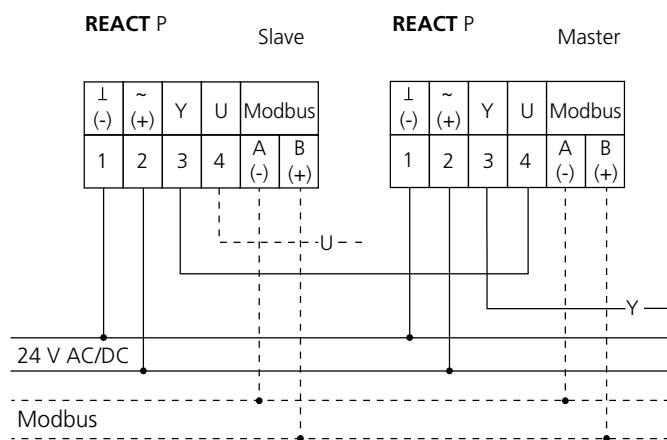 REACT P Slave REACT P Master
⊥ ~ Y U Modbus ⊥ ~ Y U Modbus
(-) (+) (-) (+)
1 2 3 4 A B 1 2 3 4 A B
(-) (+) (-) (+)
U
Y
24 V AC/DC
Modbus